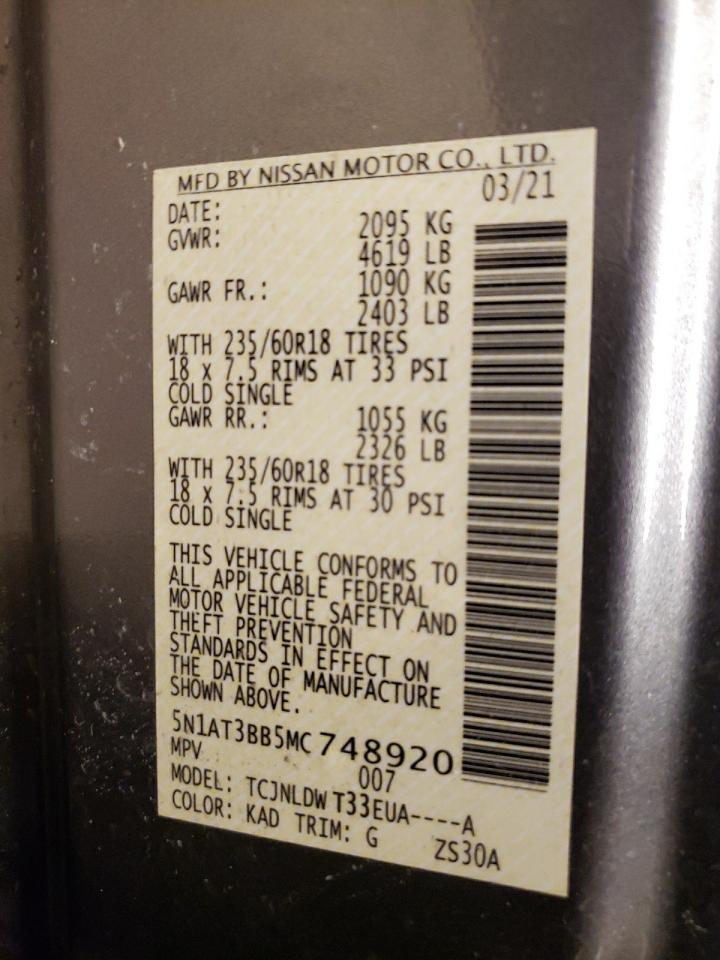 MFD BY NISSAN MOTOR CO., LTD.
DATE: 03/21
GVWR: 2095 KG
4619 LB
GAWR FR.: 1090 KG
2403 LB
WITH 235/60R18 TIRES
18 x 7.5 RIMS AT 33 PSI
COLD SINGLE
GAWR RR.: 1055 KG
2326 LB
WITH 235/60R18 TIRES
18 x 7.5 RIMS AT 30 PSI
COLD SINGLE
THIS VEHICLE CONFORMS TO
ALL APPLICABLE FEDERAL
MOTOR VEHICLE SAFETY AND
THEFT PREVENTION
STANDARDS IN EFFECT ON
THE DATE OF MANUFACTURE
SHOWN ABOVE.
5N1AT3BB5MC748920
MPV 007
MODEL: TCJNLDWT33EUA----A
COLOR: KAD TRIM: G ZS30A